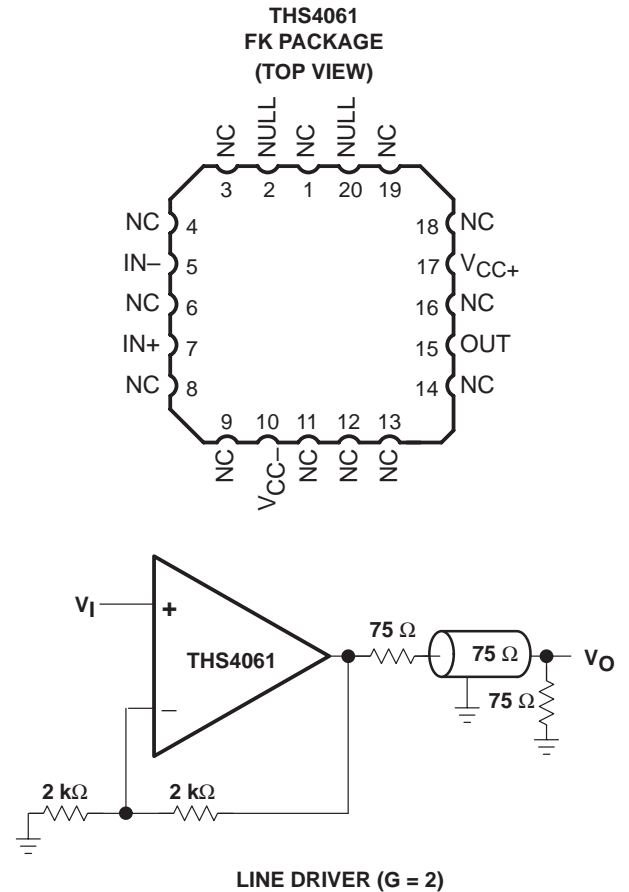 THS4061
FK PACKAGE
(TOP VIEW)
NC NULL NC NULL NC
3 2 1 20 19
NC 4 18 NC
IN– 5 17 VCC+
NC 6 16 NC
IN+ 7 15 OUT
NC 8 14 NC
9 10 11 12 13
NC VCC– NC NC NC
VI + THS4061 –
75 Ω 75 Ω VO
75 Ω
2 kΩ 2 kΩ
LINE DRIVER (G = 2)